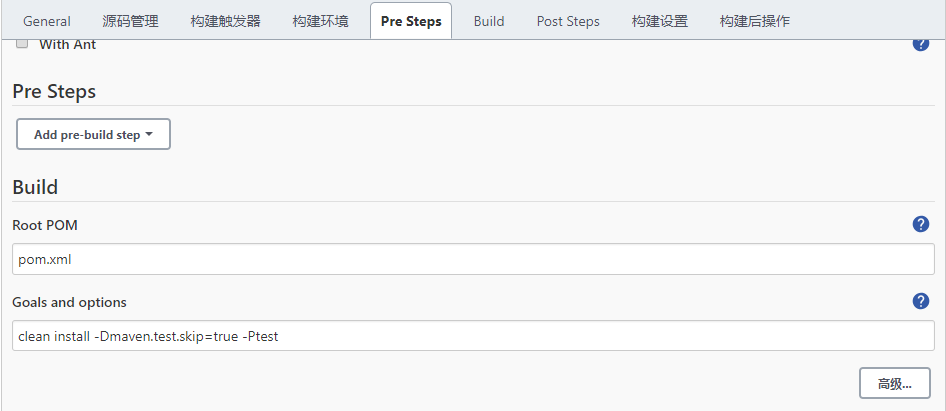 General 源码管理 构建触发器 构建环境 Pre Steps Build Post Steps 构建设置 构建后操作
With Ant
Pre Steps
Add pre-build step
Build
Root POM
pom.xml
Goals and options
clean install -Dmaven.test.skip=true -Ptest
高级...